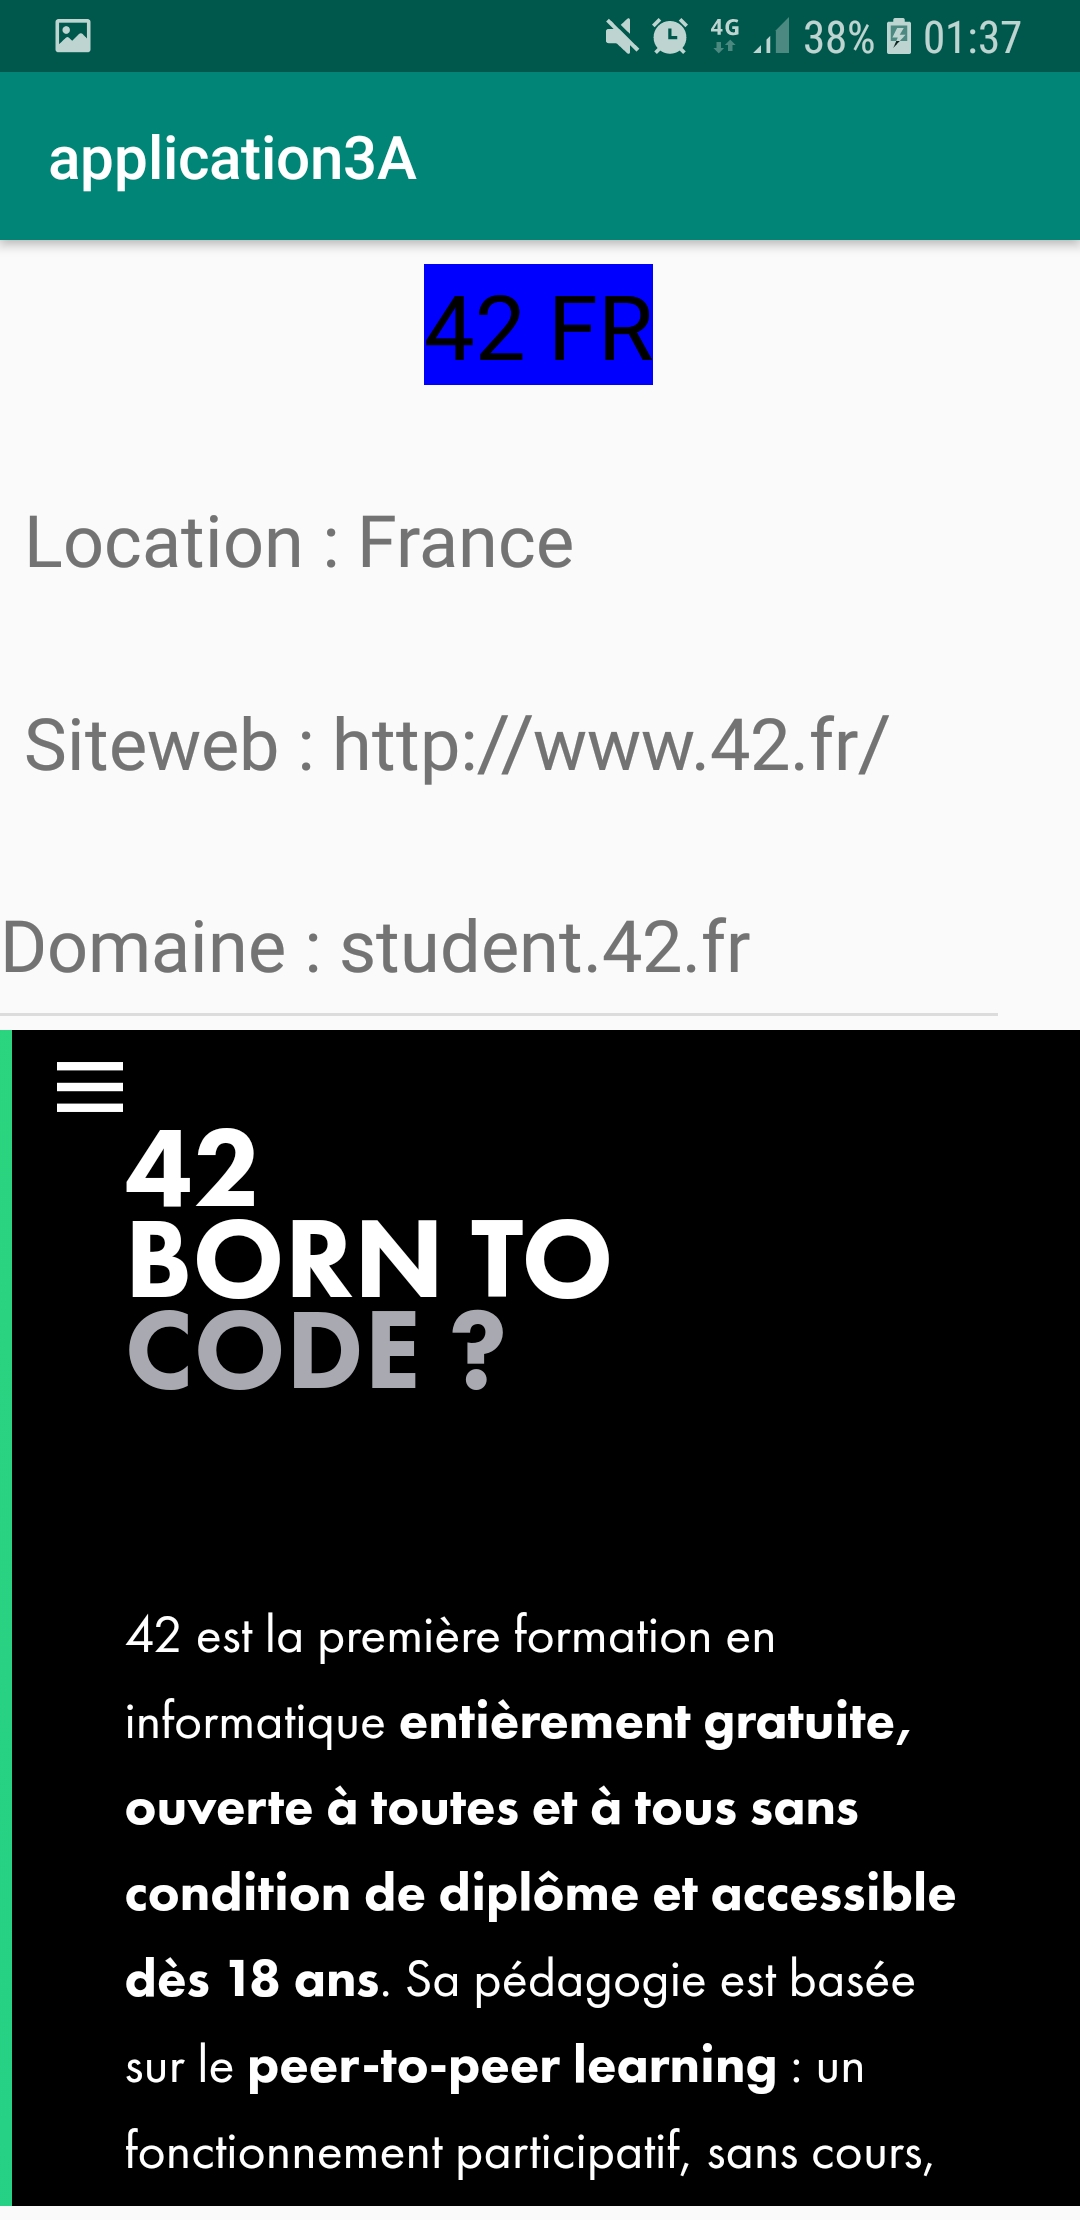 4G 38% 01:37
application3A
42 FR
Location : France
Siteweb : http://www.42.fr/
Domaine : student.42.fr
42
BORN TO
CODE ?
42 est la première formation en
informatique entièrement gratuite,
ouverte à toutes et à tous sans
condition de diplôme et accessible
dès 18 ans. Sa pédagogie est basée
sur le peer-to-peer learning : un
fonctionnement participatif, sans cours,